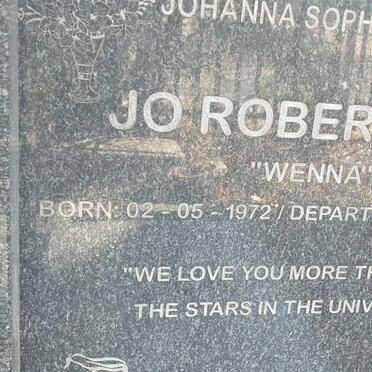 JOHANNA SOPH
JO ROBER
"WENNA"
BORN: 02 - 05 - 1972 / DEPART
"WE LOVE YOU MORE TH
THE STARS IN THE UNIV